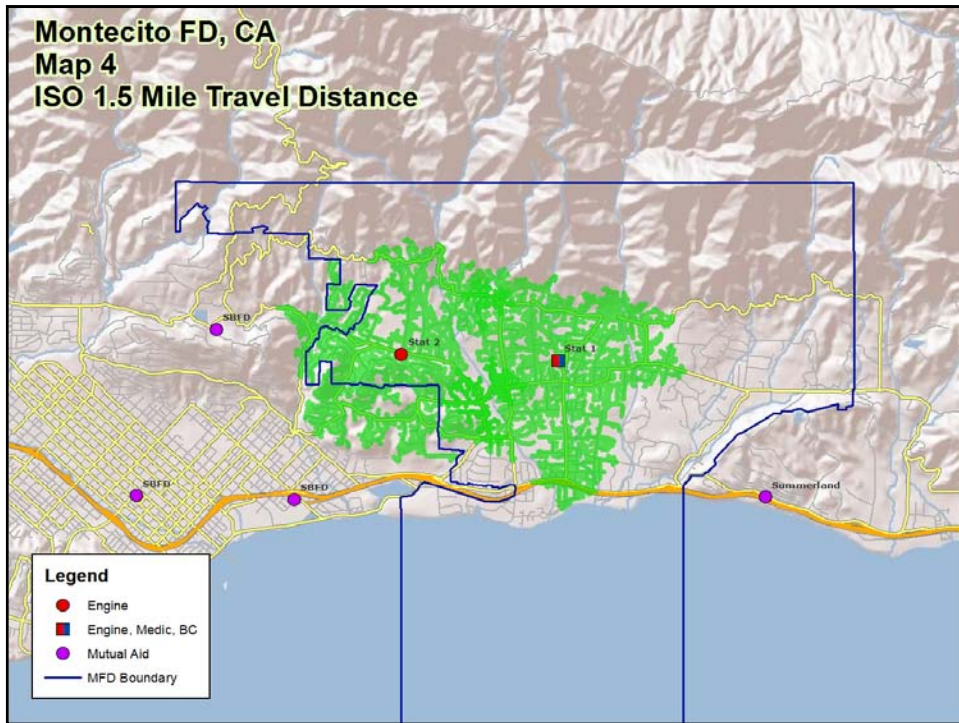 Montecito FD, CA
Map 4
ISO 1.5 Mile Travel Distance
SBFD
Stat 2
Stat 1
SBFD
SBFD
Summerland
Legend
Engine
Engine, Medic, BC
Mutual Aid
MFD Boundary